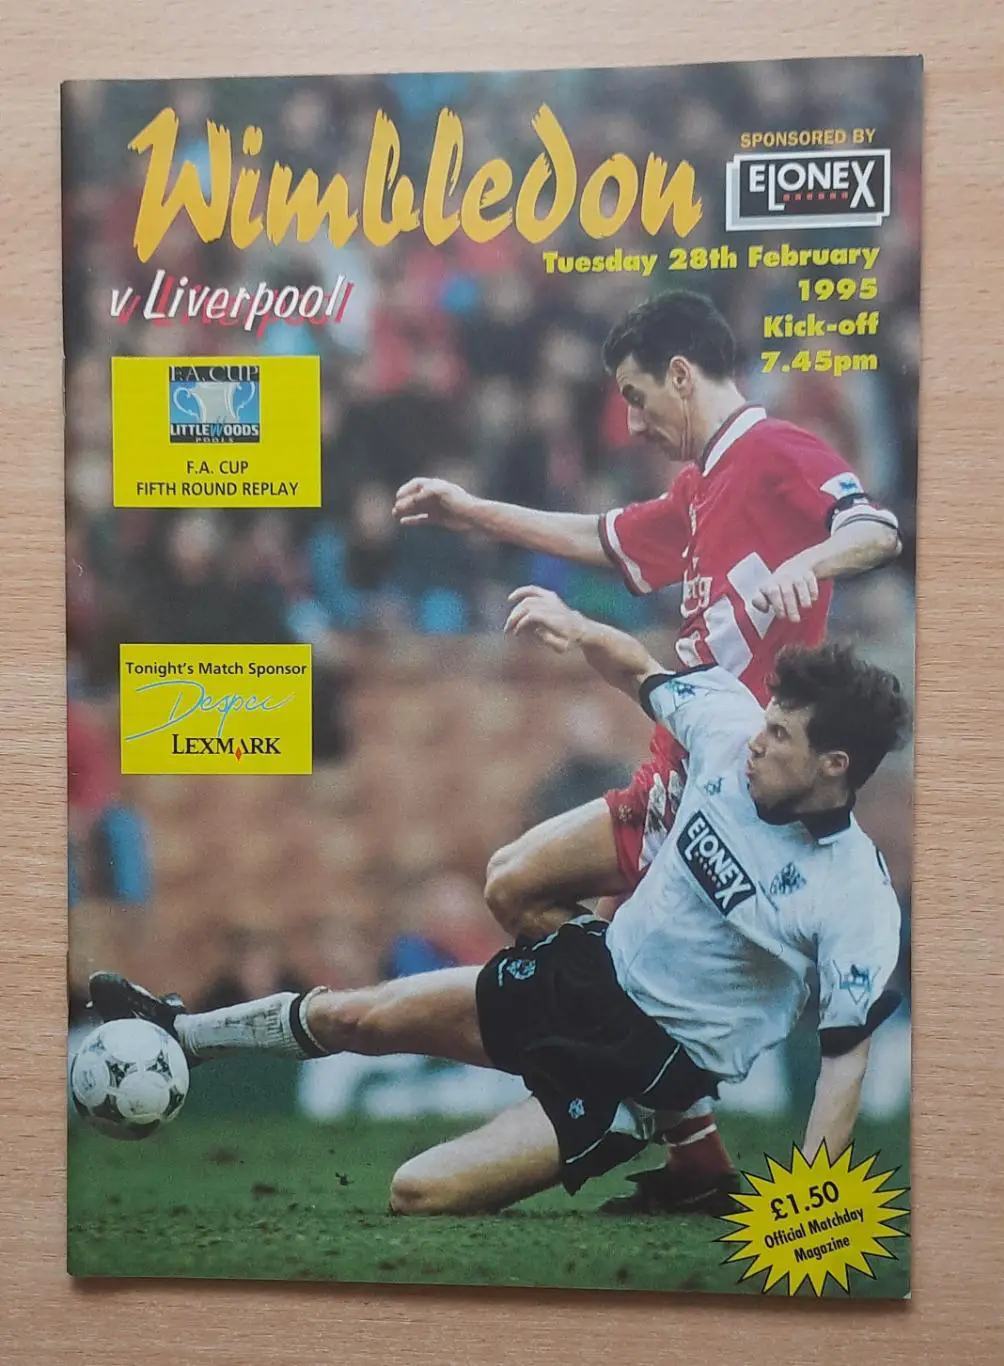 Wimbledon
SPONSORED BY
ELONEX
v Liverpool
Tuesday 28th February
1995
Kick-off
7.45pm
F.A. CUP
LITTLEWOODS
POOLS
F.A. CUP
FIFTH ROUND REPLAY
Tonight's Match Sponsor
Despec
LEXMARK
ELONEX
£1.50
Official Matchday
Magazine